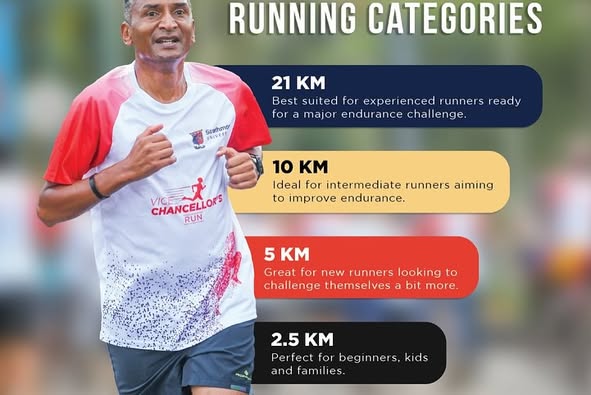 RUNNING CATEGORIES
21 KM
Best suited for experienced runners ready
for a major endurance challenge.
10 KM
Ideal for intermediate runners aiming
to improve endurance.
5 KM
Great for new runners looking to
challenge themselves a bit more.
2.5 KM
Perfect for beginners, kids
and families.
VICE
CHANCELLOR'S
RUN